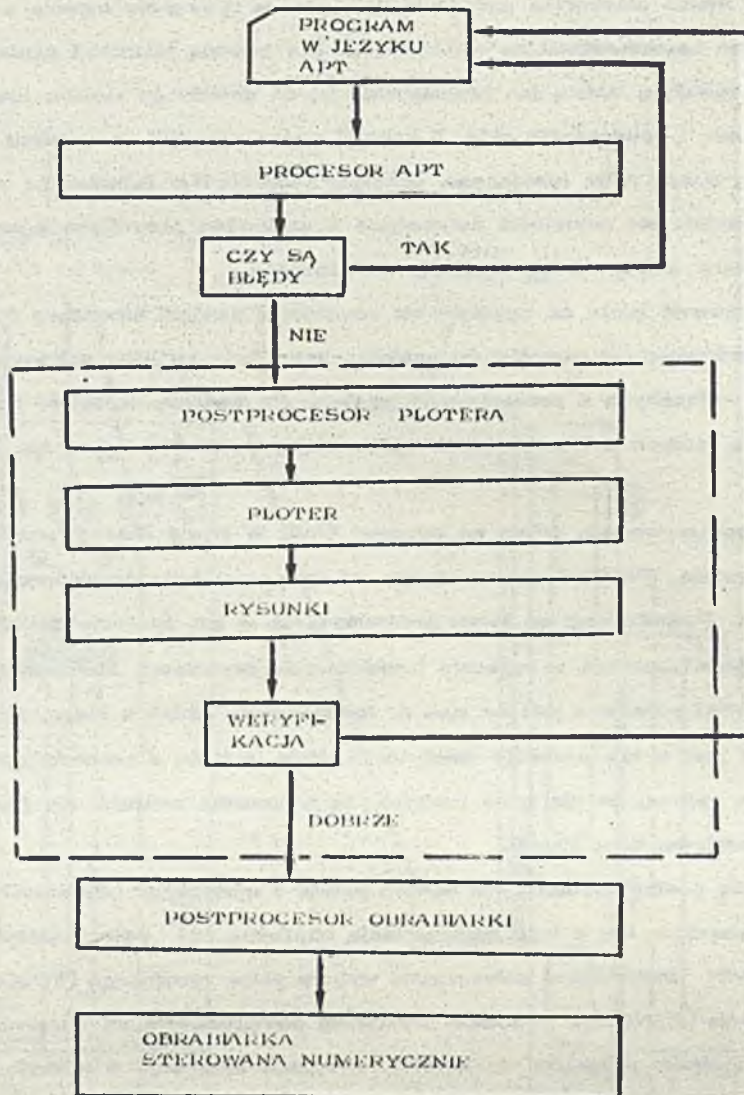 PROGRAM
W JĘZYKU
APT
PROCESOR APT
CZY SĄ
BŁĘDY
TAK
NIE
POSTPROCESOR PLOTERA
PLOTER
RYSUNKI
WERYFI-
KACJA
DOBRZE
POSTPROCESOR OBRABIARKI
OBRABIARKA
STEROWANA NUMERYCZNIE